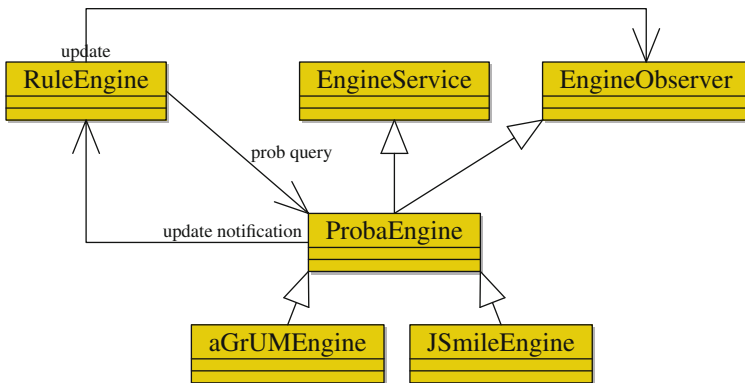 update
RuleEngine
EngineService
EngineObserver
prob query
update notification
ProbaEngine
aGrUMEngine
JSmileEngine